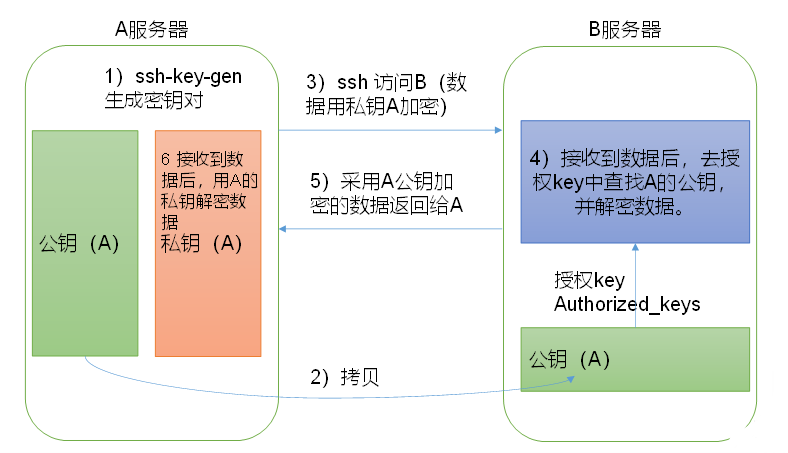 A服务器
B服务器
1）ssh-key-gen
生成密钥对
3）ssh 访问B（数
据用私钥A加密）
6 接收到数
据后，用A的
私钥解密数
据
公钥（A）
私钥（A）
5）采用A公钥加
密的数据返回给A
4）接收到数据后，去授
权key中查找A的公钥，
并解密数据。
授权key
Authorized_keys
公钥（A）
2）拷贝